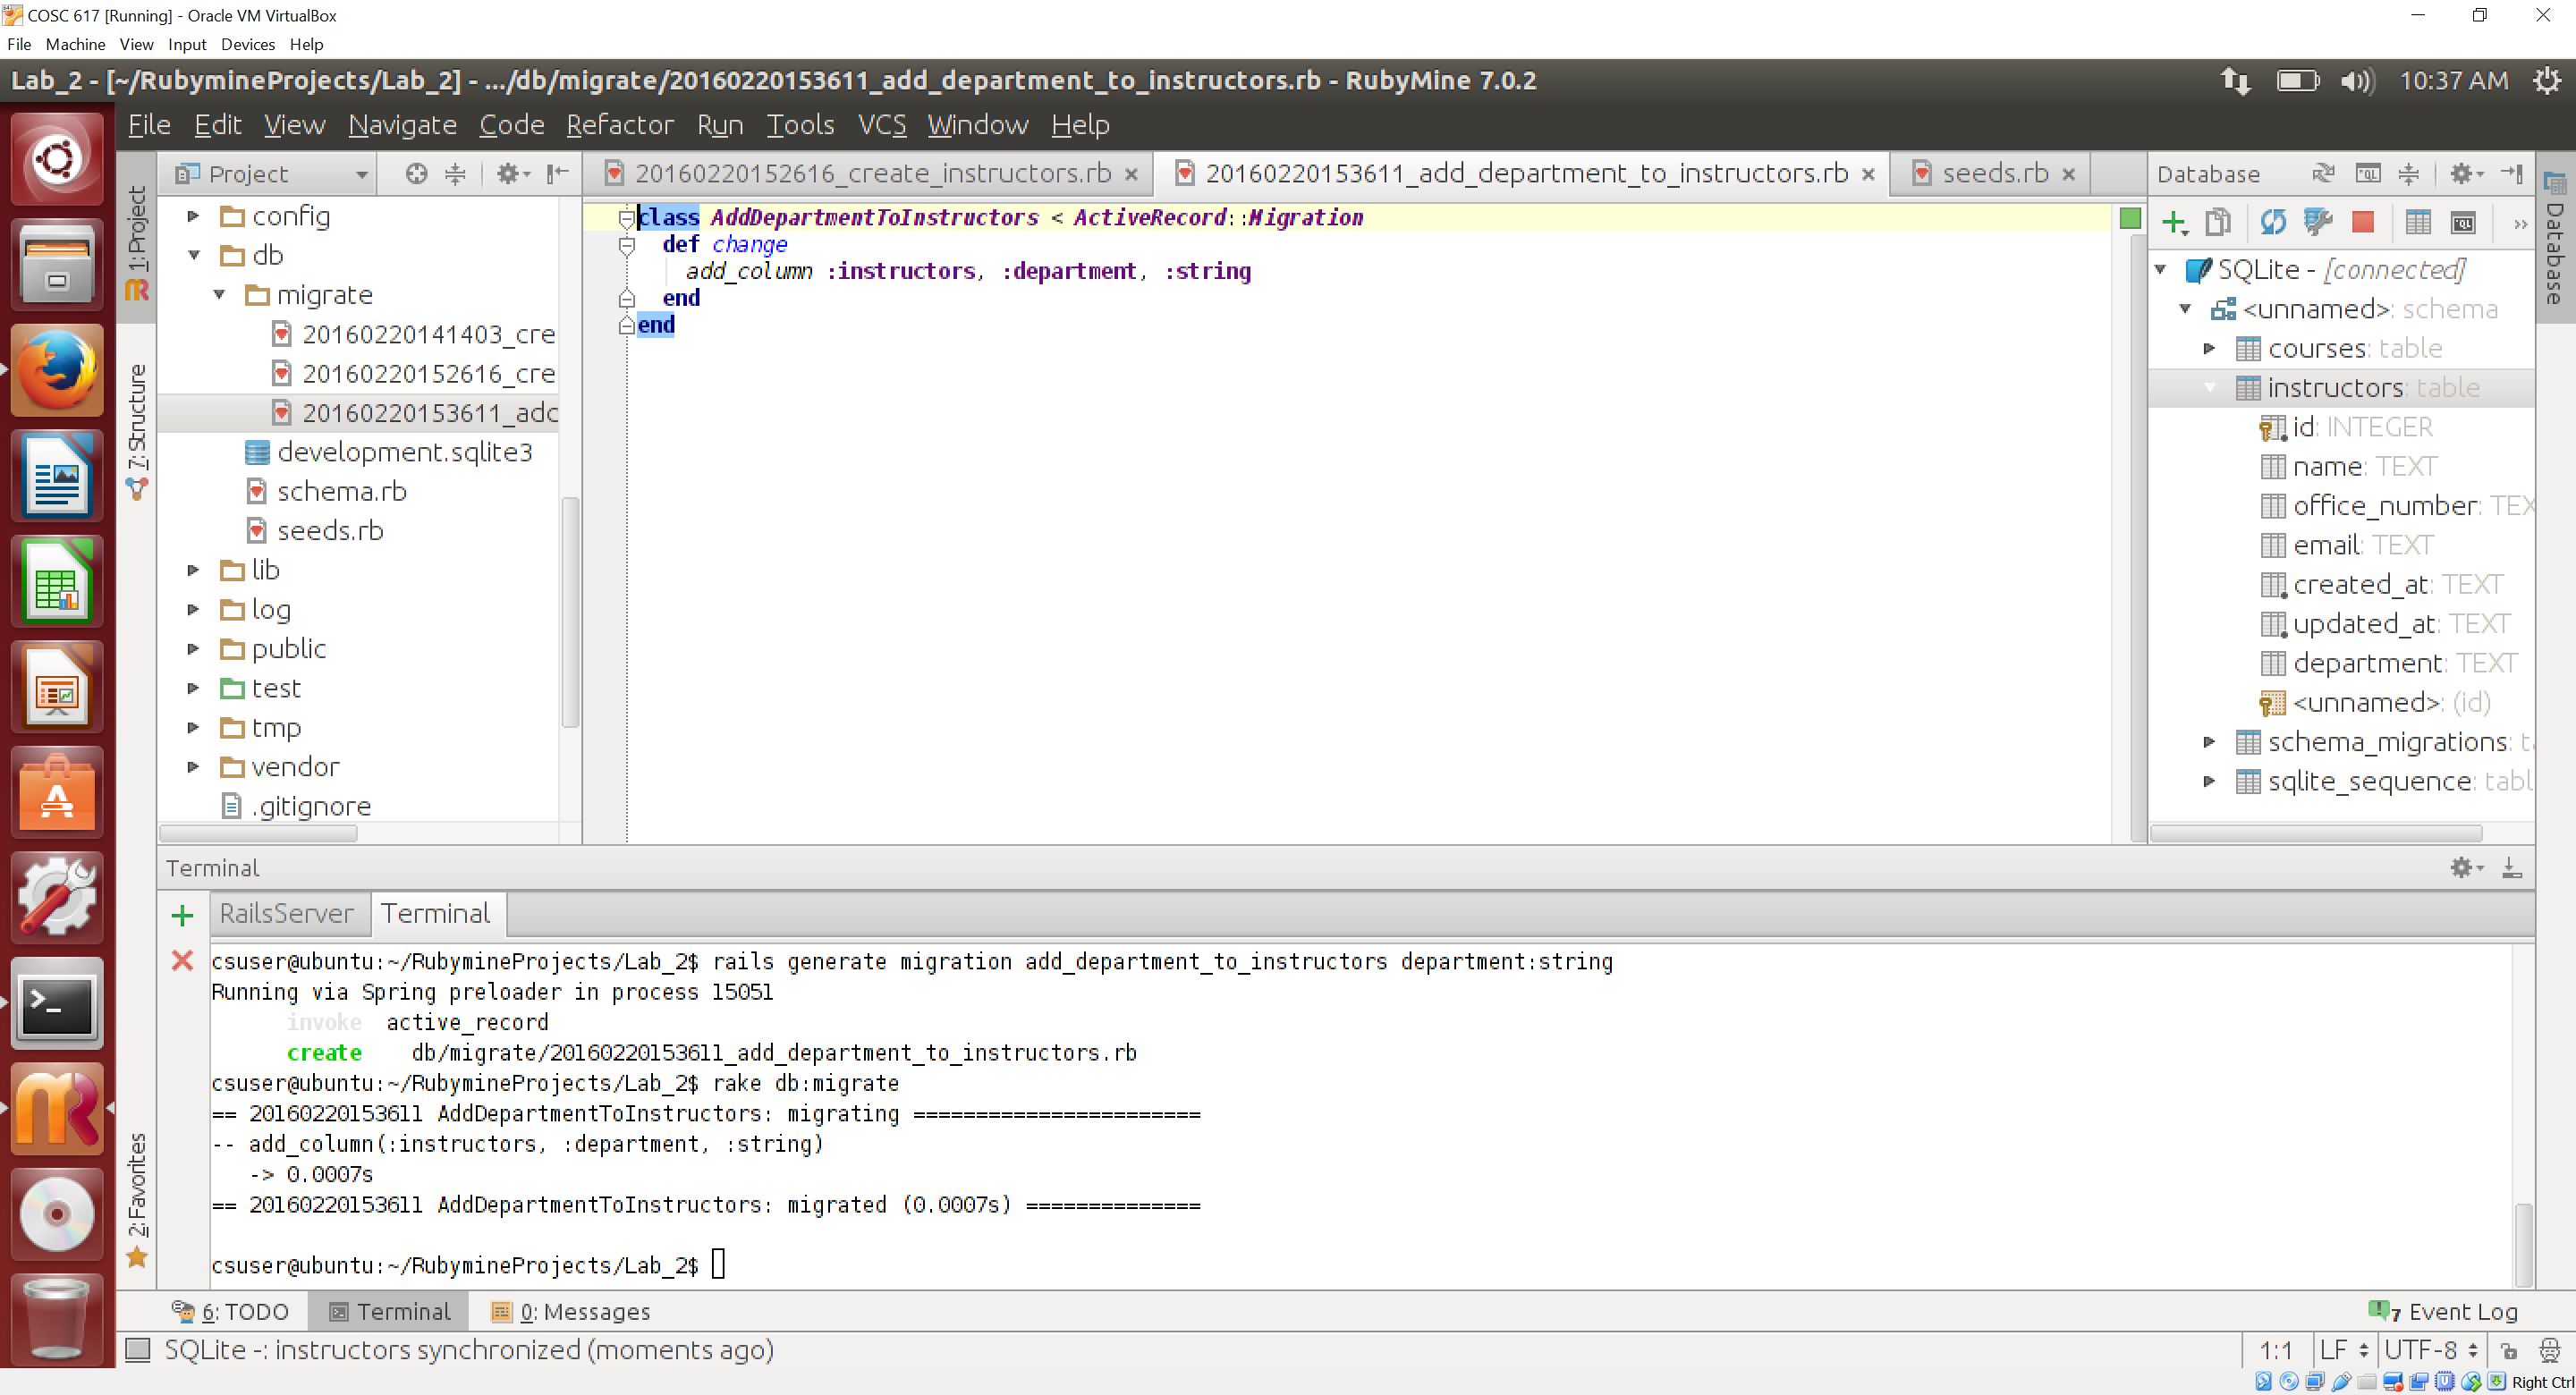 COSC 617 [Running] - Oracle VM VirtualBox
File Machine View Input Devices Help
Lab_2 - [~/RubymineProjects/Lab_2] - .../db/migrate/20160220153611_add_department_to_instructors.rb - RubyMine 7.0.2
10:37 AM
File Edit View Navigate Code Refactor Run Tools VCS Window Help
Project
20160220152616_create_instructors.rb
20160220153611_add_department_to_instructors.rb
seeds.rb
Database
1: Project
7: Structure
2: Favorites
Database
config
db
migrate
20160220141403_cre
20160220152616_cre
20160220153611_add
development.sqlite3
schema.rb
seeds.rb
lib
log
public
test
tmp
vendor
.gitignore
class AddDepartmentToInstructors < ActiveRecord::Migration
def change
add_column :instructors, :department, :string
end
end
SQLite - [connected]
<unnamed>: schema
courses: table
instructors: table
id: INTEGER
name: TEXT
office_number: TEX
email: TEXT
created_at: TEXT
updated_at: TEXT
department: TEXT
<unnamed>: (id)
schema_migrations: ta
sqlite_sequence: tabl
Terminal
RailsServer
Terminal
csuser@ubuntu:~/RubymineProjects/Lab_2$ rails generate migration add_department_to_instructors department:string
Running via Spring preloader in process 15051
invoke active_record
create db/migrate/20160220153611_add_department_to_instructors.rb
csuser@ubuntu:~/RubymineProjects/Lab_2$ rake db:migrate
== 20160220153611 AddDepartmentToInstructors: migrating =======================
-- add_column(:instructors, :department, :string)
-> 0.0007s
== 20160220153611 AddDepartmentToInstructors: migrated (0.0007s) ==============
csuser@ubuntu:~/RubymineProjects/Lab_2$
6: TODO
Terminal
0: Messages
7 Event Log
SQLite -: instructors synchronized (moments ago)
1:1 LF UTF-8
Right Ctrl